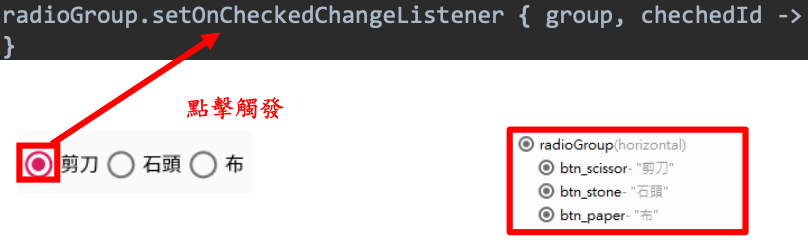 radioGroup.setOnCheckedChangeListener { group, chechedId ->
}
點擊觸發
剪刀 石頭 布
radioGroup(horizontal)
btn_scissor- "剪刀"
btn_stone- "石頭"
btn_paper- "布"